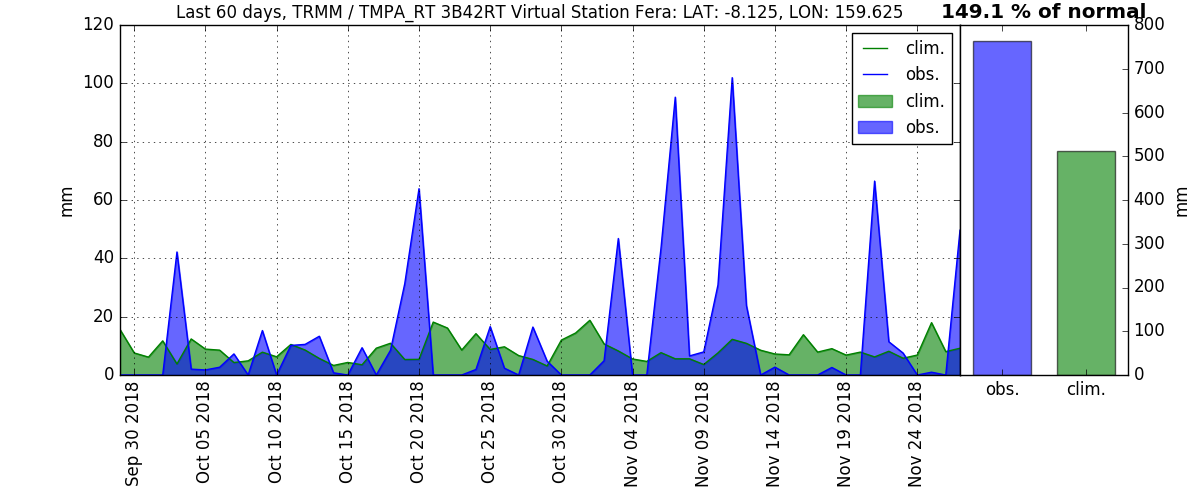 Last 60 days, TRMM / TMPA_RT 3B42RT Virtual Station Fera: LAT: -8.125, LON: 159.625
149.1 % of normal
120
100
80
60
40
20
0
mm
clim.
obs.
clim.
obs.
Sep 30 2018
Oct 05 2018
Oct 10 2018
Oct 15 2018
Oct 20 2018
Oct 25 2018
Oct 30 2018
Nov 04 2018
Nov 09 2018
Nov 14 2018
Nov 19 2018
Nov 24 2018
800
700
600
500
400
300
200
100
0
mm
obs.
clim.